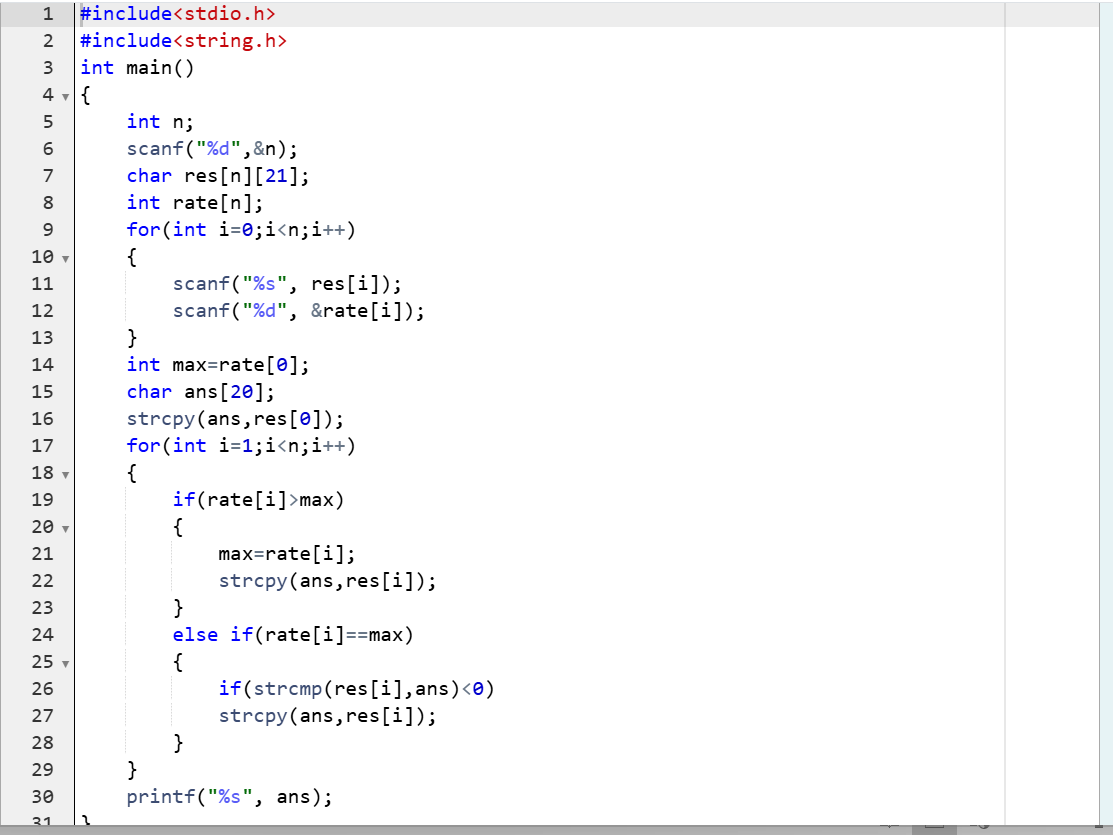 1 #include<stdio.h>
2 #include<string.h>
3 int main()
4 {
5     int n;
6     scanf("%d",&n);
7     char res[n][21];
8     int rate[n];
9     for(int i=0;i<n;i++)
10     {
11         scanf("%s", res[i]);
12         scanf("%d", &rate[i]);
13     }
14     int max=rate[0];
15     char ans[20];
16     strcpy(ans,res[0]);
17     for(int i=1;i<n;i++)
18     {
19         if(rate[i]>max)
20         {
21             max=rate[i];
22             strcpy(ans,res[i]);
23         }
24         else if(rate[i]==max)
25         {
26             if(strcmp(res[i],ans)<0)
27             strcpy(ans,res[i]);
28         }
29     }
30     printf("%s", ans);
31 }